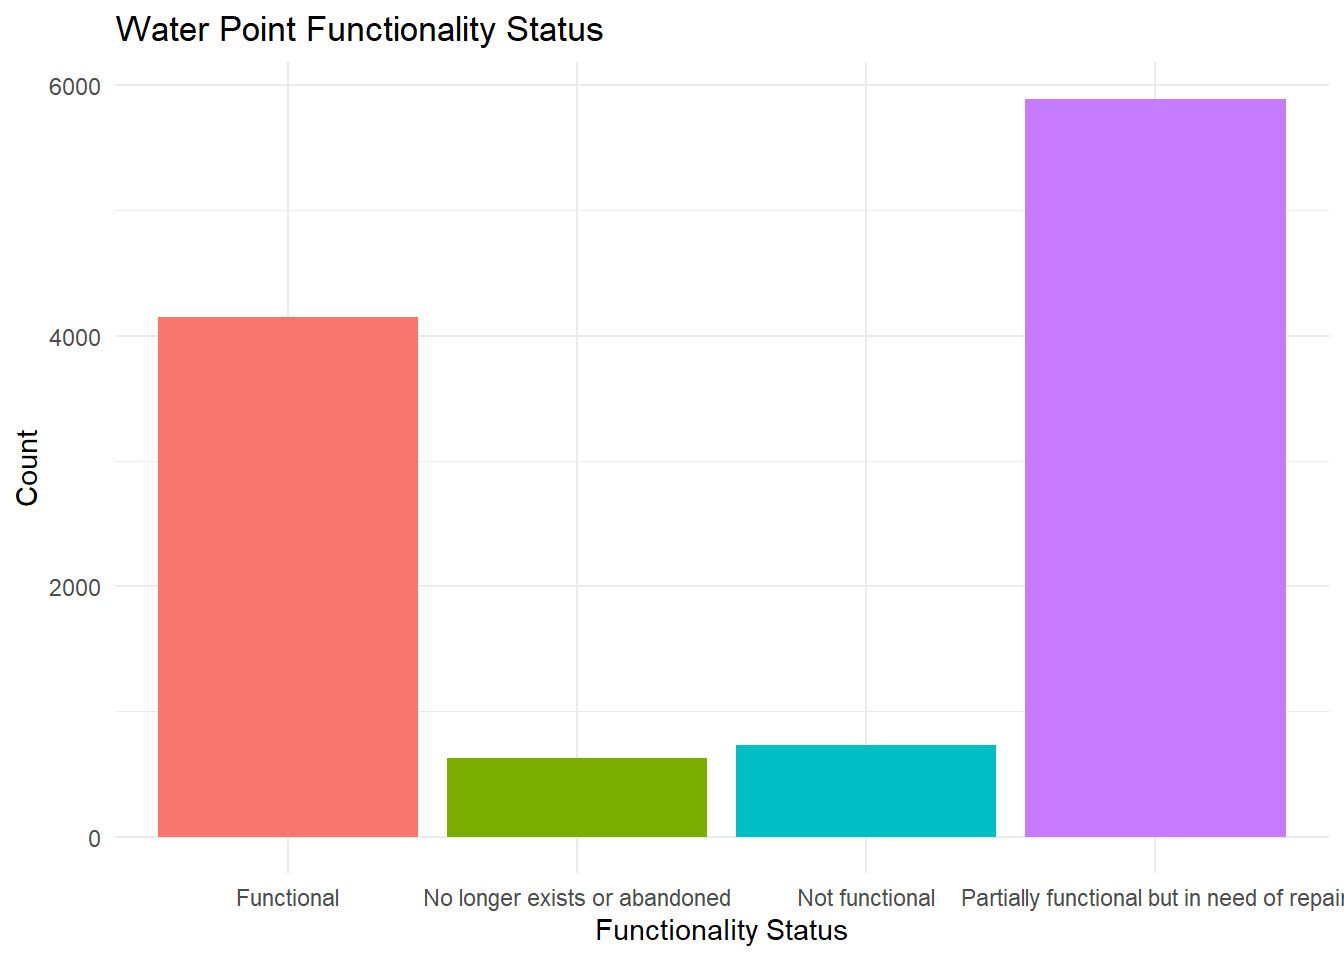 Water Point Functionality Status
6000
4000
2000
0
Count
Functional
No longer exists or abandoned
Not functional
Partially functional but in need of repair
Functionality Status